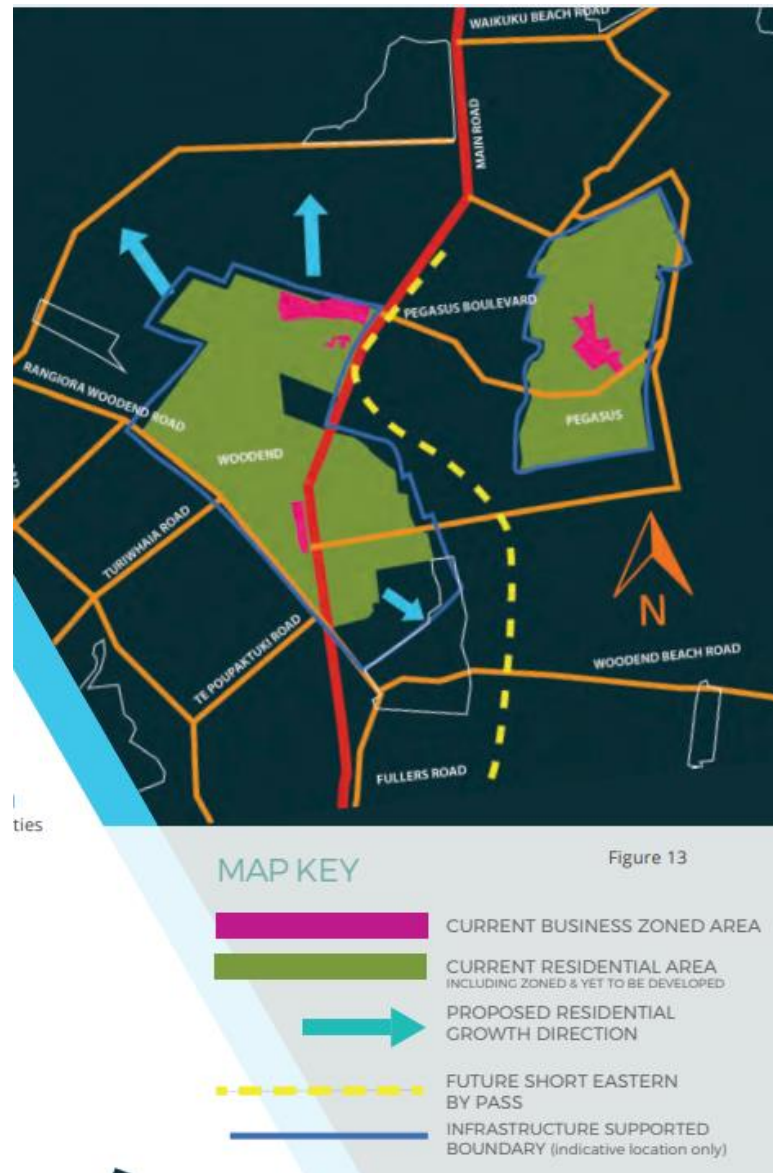 WAIKUKU BEACH ROAD
MAIN ROAD
PEGASUS BOULEVARD
RANGIORA WOODEND ROAD
PEGASUS
WOODEND
TURIWHAIA ROAD
N
TE POUPAKTUKI ROAD
WOODEND BEACH ROAD
FULLERS ROAD
ties
Figure 13
MAP KEY
CURRENT BUSINESS ZONED AREA
CURRENT RESIDENTIAL AREA
INCLUDING ZONED & YET TO BE DEVELOPED
PROPOSED RESIDENTIAL
GROWTH DIRECTION
FUTURE SHORT EASTERN
BY PASS
INFRASTRUCTURE SUPPORTED
BOUNDARY (indicative location only)